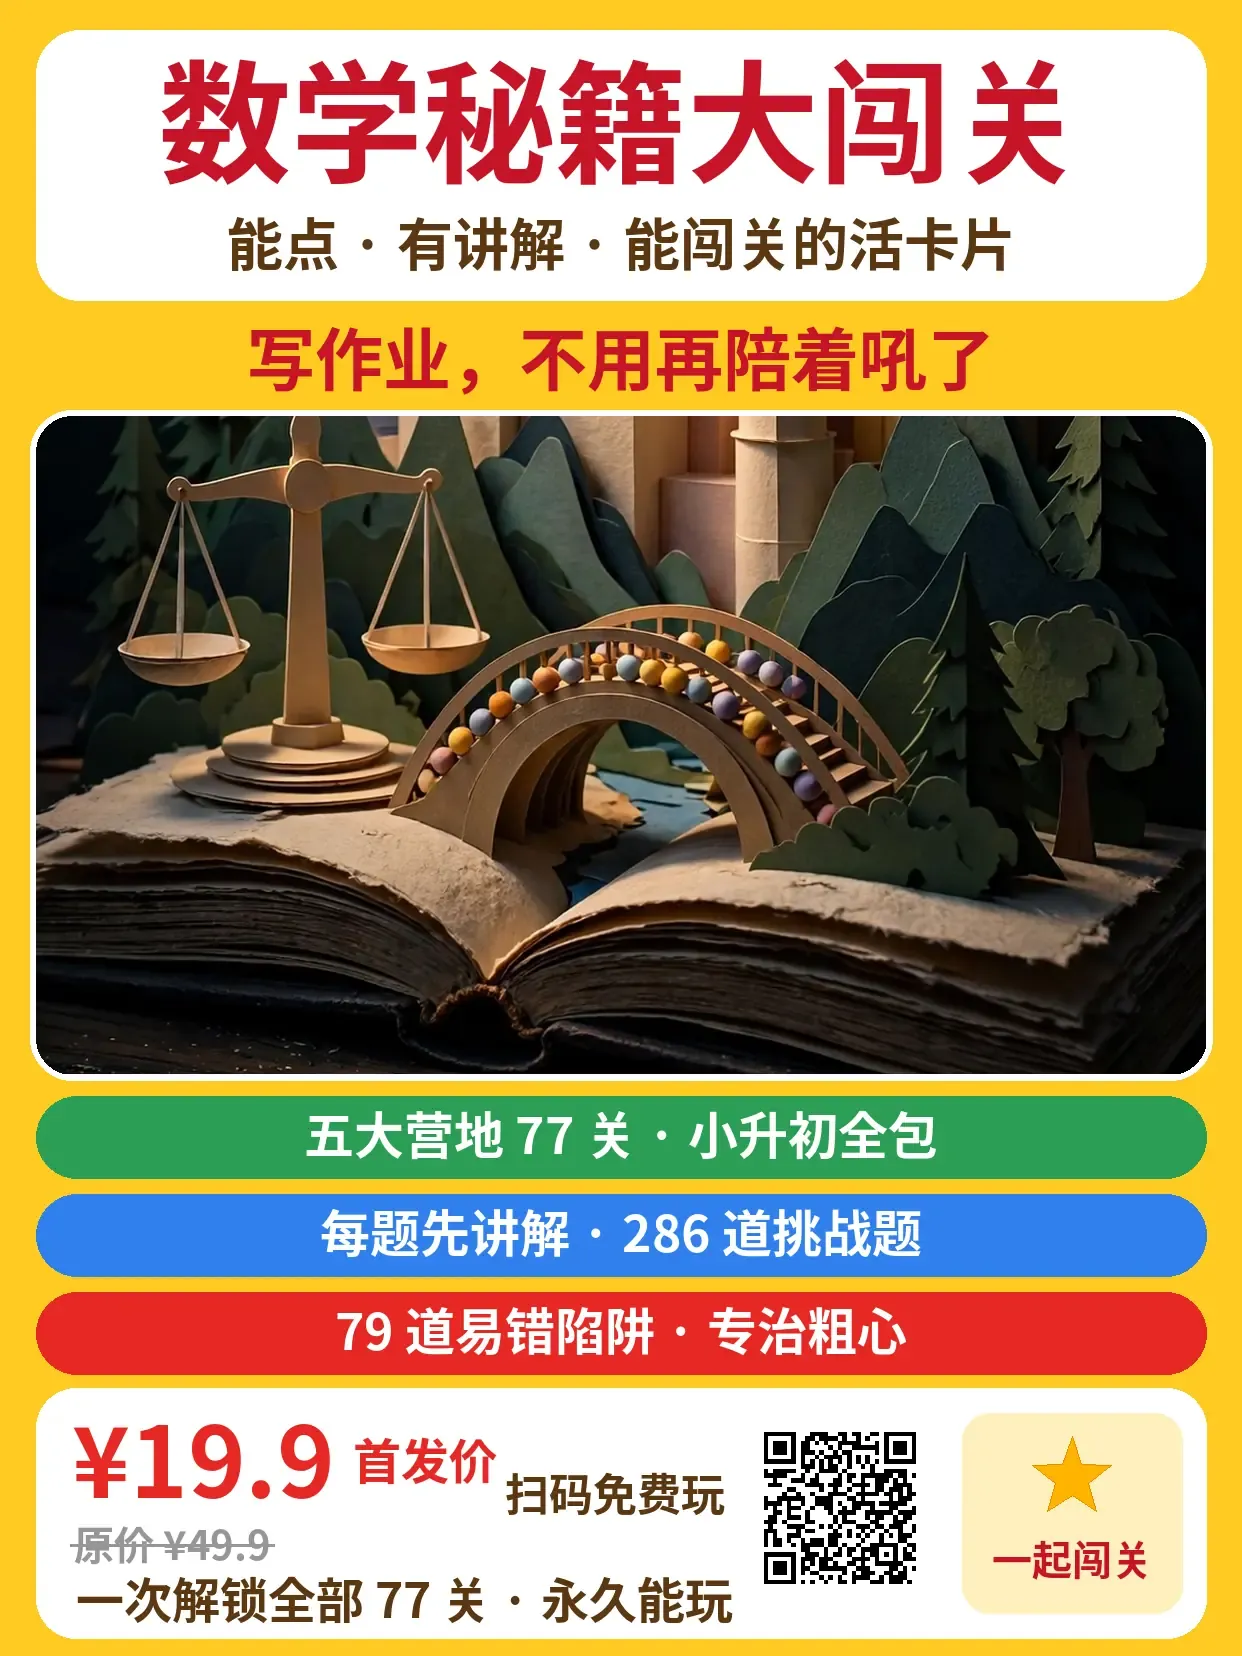 数学秘籍大闯关
能点 · 有讲解 · 能闯关的活卡片
写作业，不用再陪着吼了
五大营地 77 关 · 小升初全包
每题先讲解 · 286 道挑战题
79 道易错陷阱 · 专治粗心
¥19.9 首发价
扫码免费玩
原价 ¥49.9
一次解锁全部 77 关 · 永久能玩
一起闯关